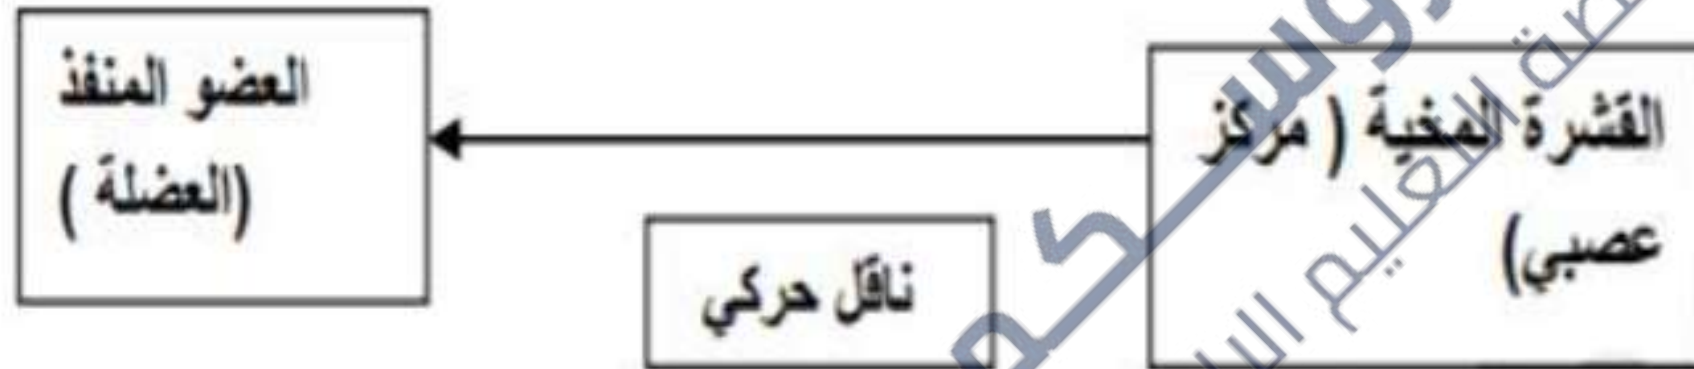 القشرة المخية ( مركز
عصبي)
ناقل حركي
العضو المنفذ
(العضلة )